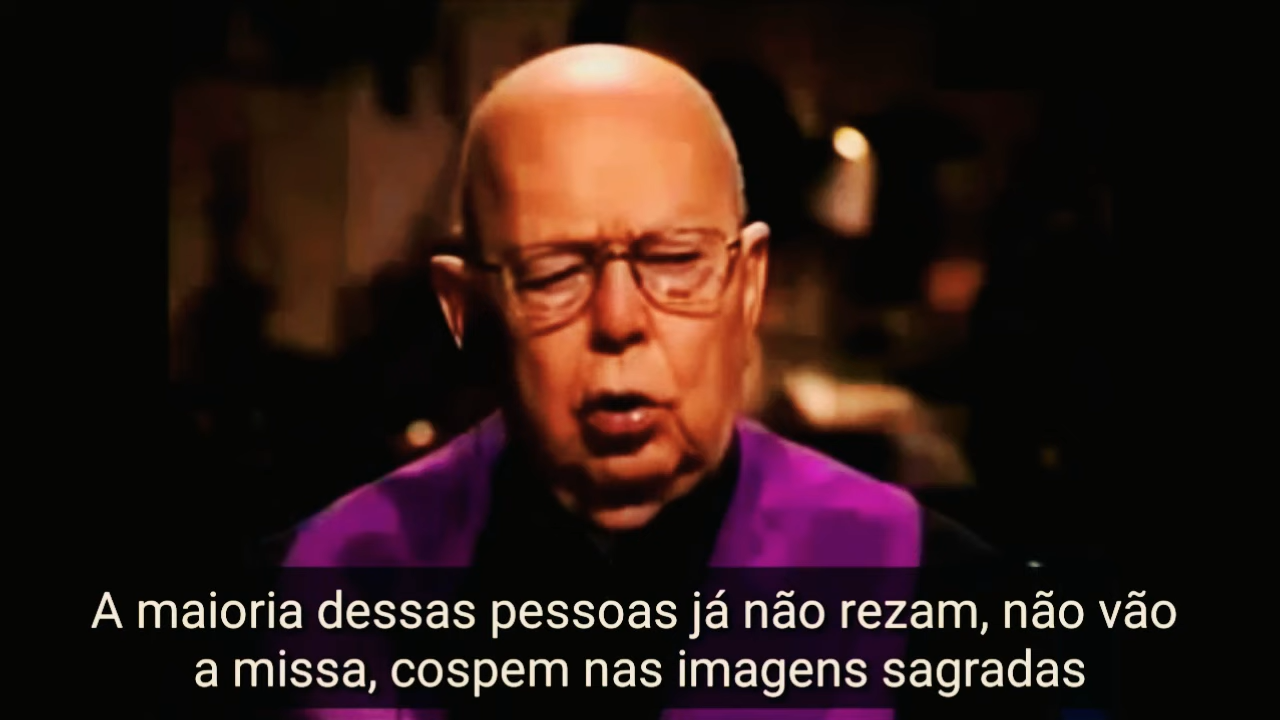 A maioria dessas pessoas já não rezam, não vão
a missa, cospem nas imagens sagradas